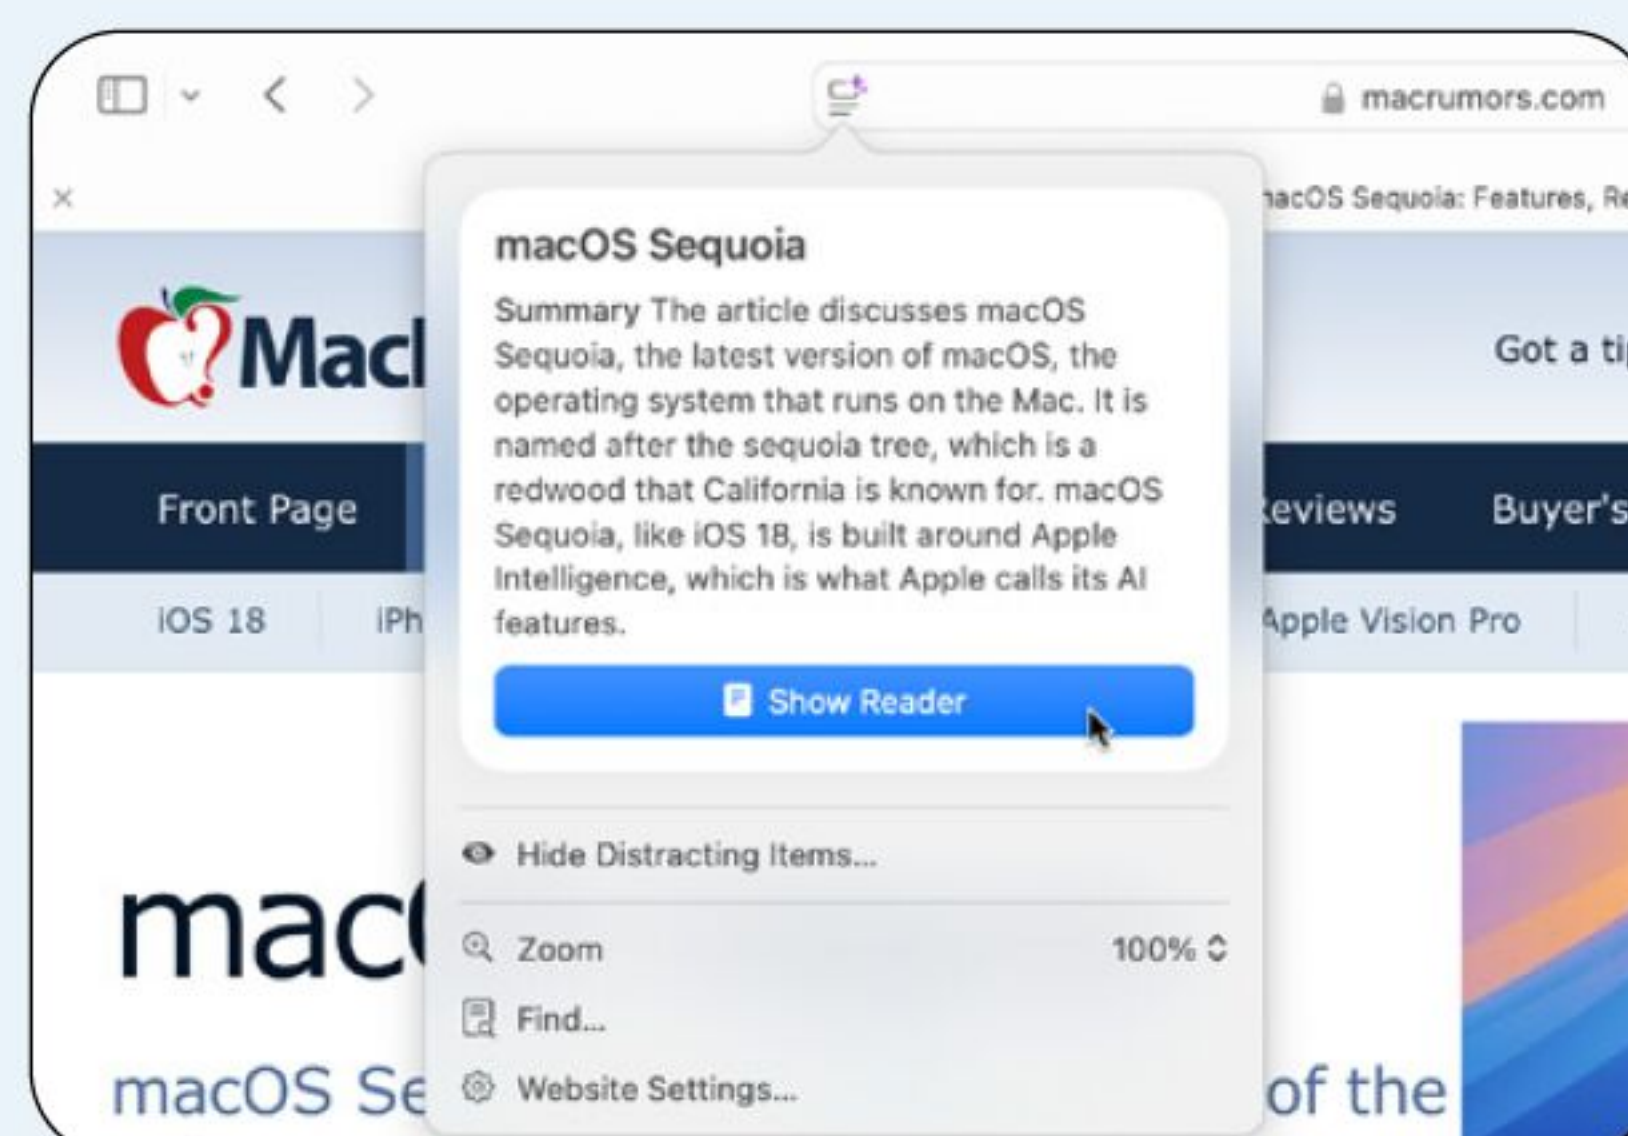 macrumors.com
macOS Sequoia: Features, Re
Mac
Got a tip
Front Page
Reviews
Buyer's
iOS 18
iPh
Apple Vision Pro
macOS Sequoia
Summary The article discusses macOS
Sequoia, the latest version of macOS, the
operating system that runs on the Mac. It is
named after the sequoia tree, which is a
redwood that California is known for. macOS
Sequoia, like iOS 18, is built around Apple
Intelligence, which is what Apple calls its AI
features.
Show Reader
Hide Distracting Items...
Zoom
100%
Find...
Website Settings...
mac
macOS Se
of the